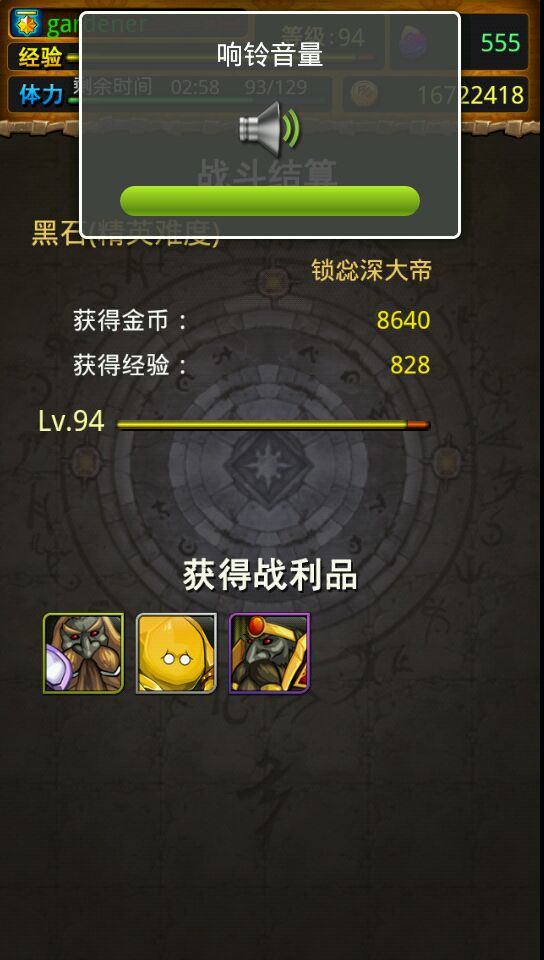 gardener
等级:94
555
经验
体力
剩余时间 02:58 93/129
16722418
响铃音量
战斗结算
黑石(精英难度)
锁惢深大帝
获得金币：
8640
获得经验：
828
Lv.94
获得战利品